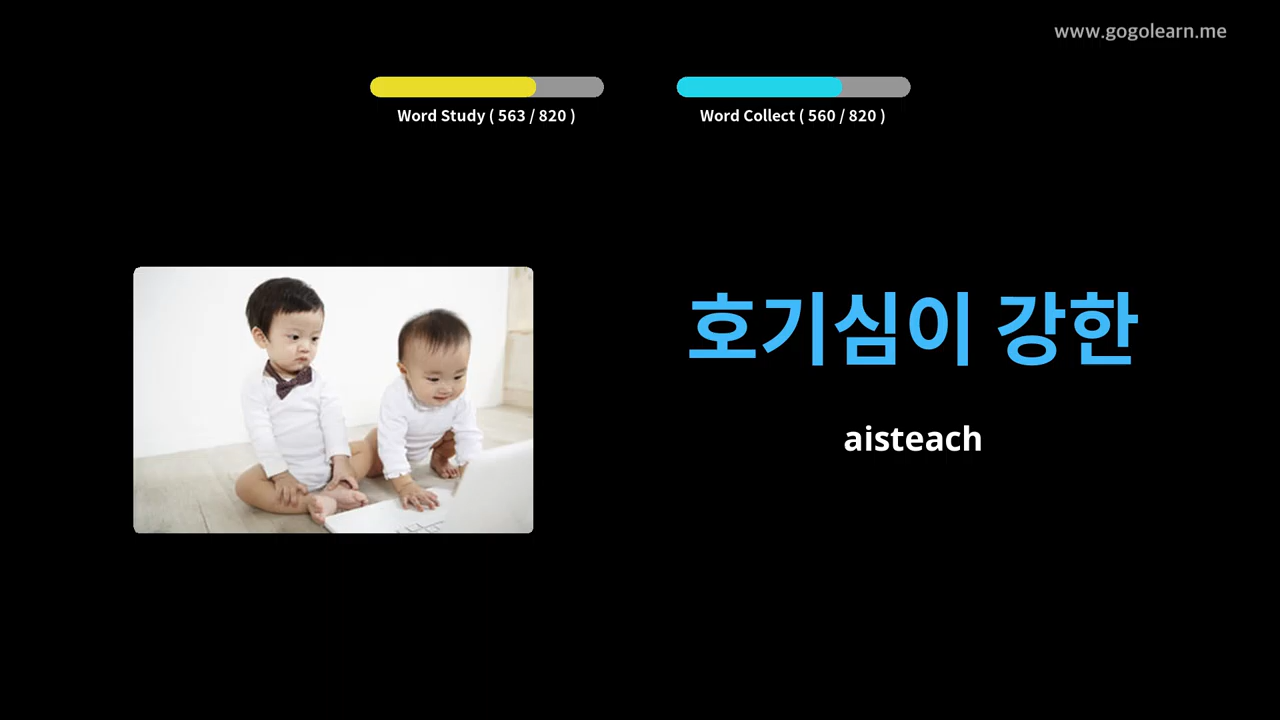 www.gogolearn.me
Word Study ( 563 / 820 )
Word Collect ( 560 / 820 )
호기심이 강한
aisteach